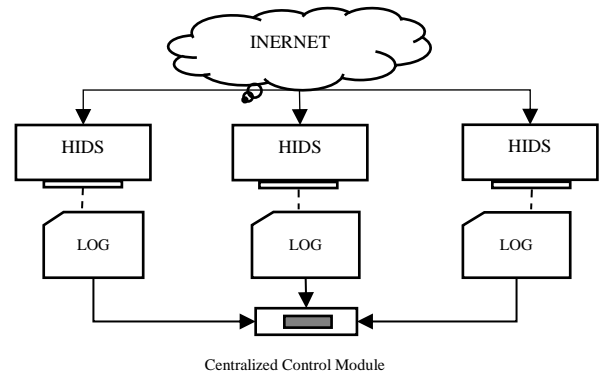 INERNET
HIDS HIDS HIDS
LOG LOG LOG
Centralized Control Module